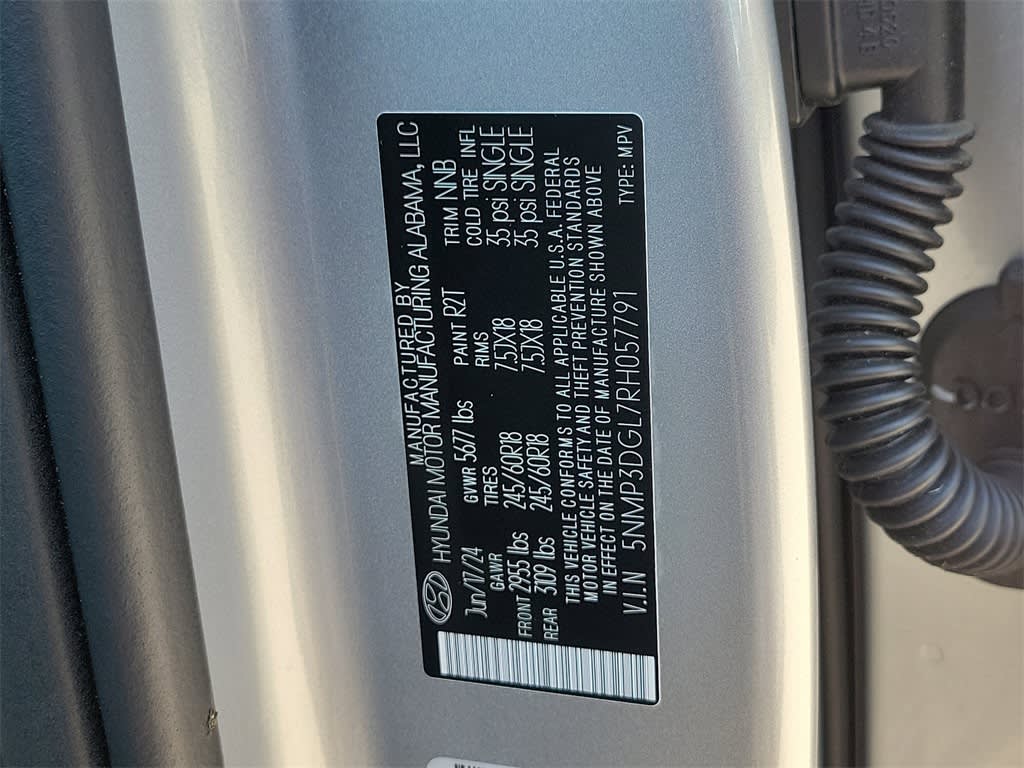 MANUFACTURED BY
HYUNDAI MOTOR MANUFACTURING ALABAMA, LLC
Jun/17/24 GVWR 5677 lbs PAINT R2T TRIM NNB
GAWR TIRES RIMS COLD TIRE INFL
FRONT 2955 lbs 245/60R18 7.5JX18 35 psi SINGLE
REAR 3109 lbs 245/60R18 7.5JX18 35 psi SINGLE
THIS VEHICLE CONFORMS TO ALL APPLICABLE U.S.A. FEDERAL
MOTOR VEHICLE SAFETY AND THEFT PREVENTION STANDARDS
IN EFFECT ON THE DATE OF MANUFACTURE SHOWN ABOVE
V.I.N 5NMP3DGL7RH057791 TYPE: MPV